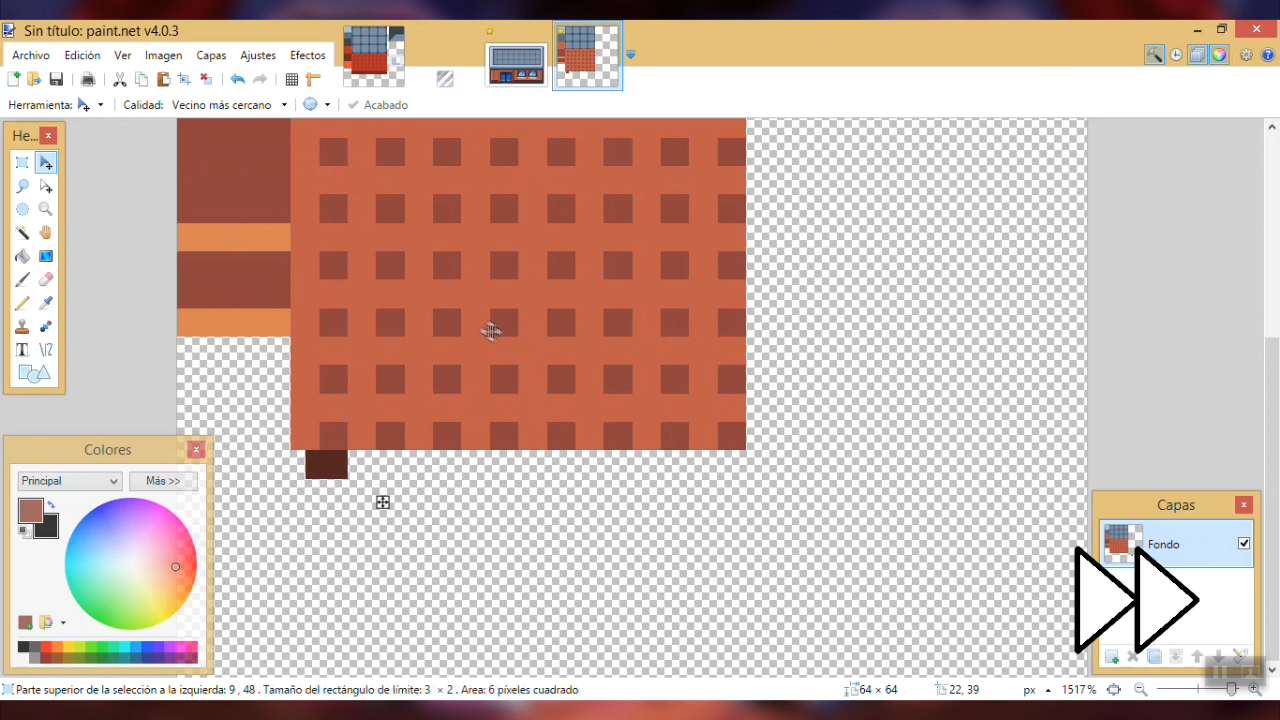 Sin título: paint.net v4.0.3
Archivo Edición Ver Imagen Capas Ajustes Efectos
Herramienta: Calidad: Vecino más cercano Acabado
He...
Colores
Principal Más >>
Capas
Fondo
Parte superior de la selección a la izquierda: 9 , 48 . Tamaño del rectángulo de límite: 3 × 2 . Area: 6 píxeles cuadrado 64 × 64 22, 39 px 1517%